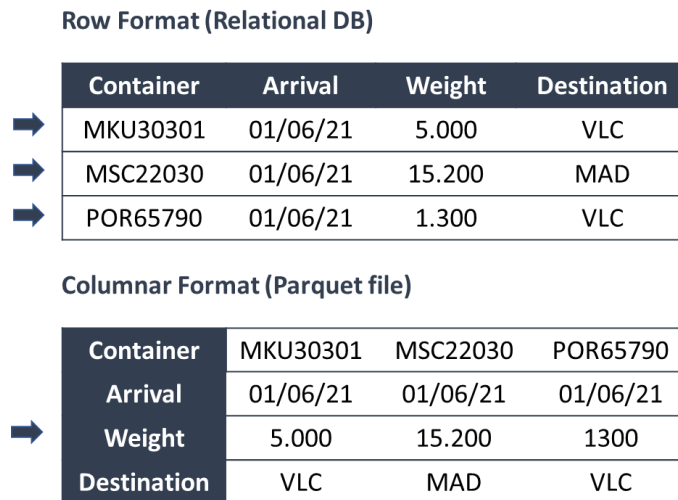 Row Format (Relational DB)
Container Arrival Weight Destination
MKU30301 01/06/21 5.000 VLC
MSC22030 01/06/21 15.200 MAD
POR65790 01/06/21 1.300 VLC
Columnar Format (Parquet file)
Container MKU30301 MSC22030 POR65790
Arrival 01/06/21 01/06/21 01/06/21
Weight 5.000 15.200 1300
Destination VLC MAD VLC